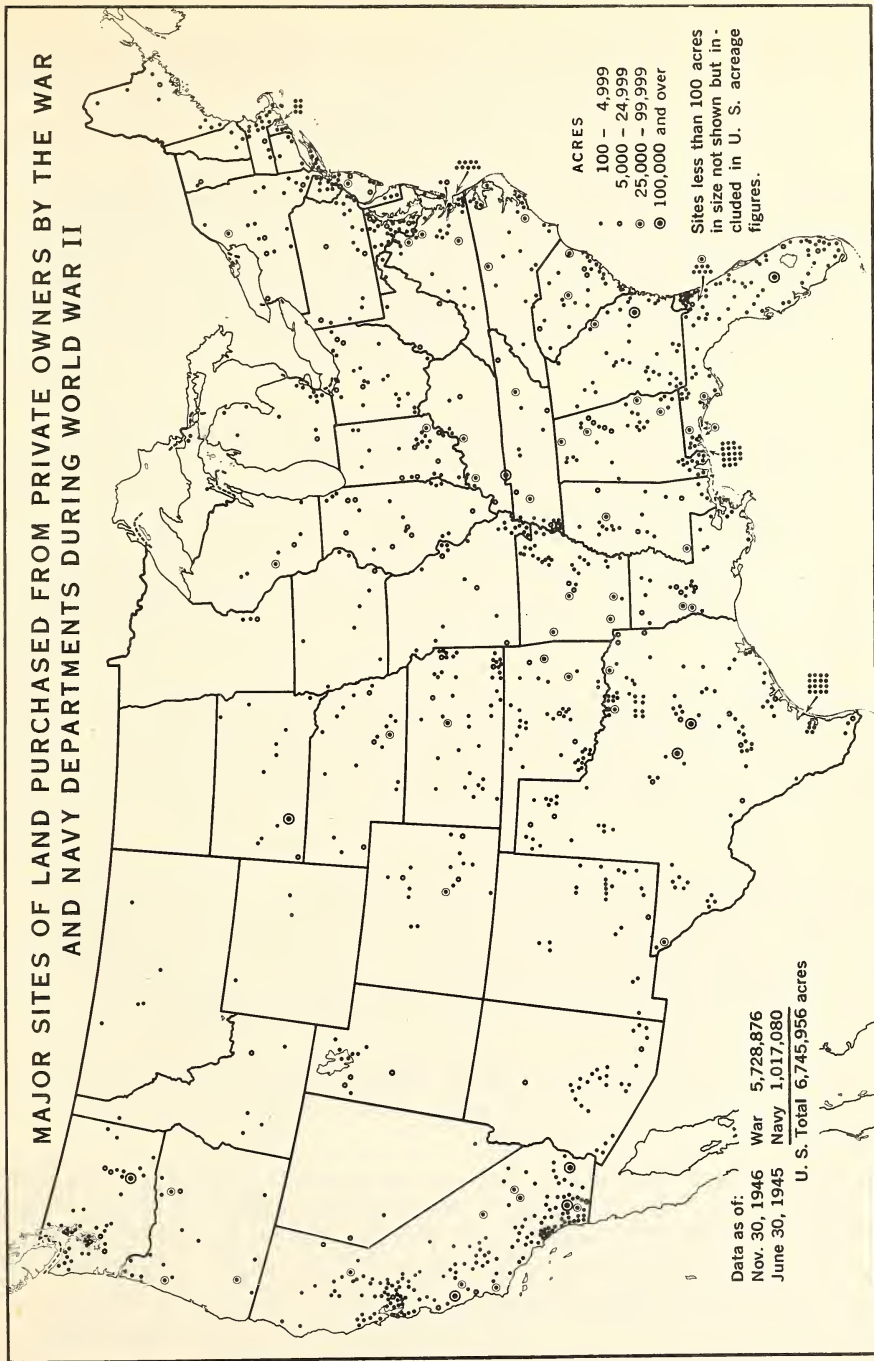 MAJOR SITES OF LAND PURCHASED FROM PRIVATE OWNERS BY THE WAR
AND NAVY DEPARTMENTS DURING WORLD WAR II
ACRES
100 - 4,999
5,000 - 24,999
25,000 - 99,999
100,000 and over
Sites less than 100 acres
in size not shown but in-
cluded in U. S. acreage
figures.
Data as of:
Nov. 30, 1946 War 5,728,876
June 30, 1945 Navy 1,017,080
U. S. Total 6,745,956 acres